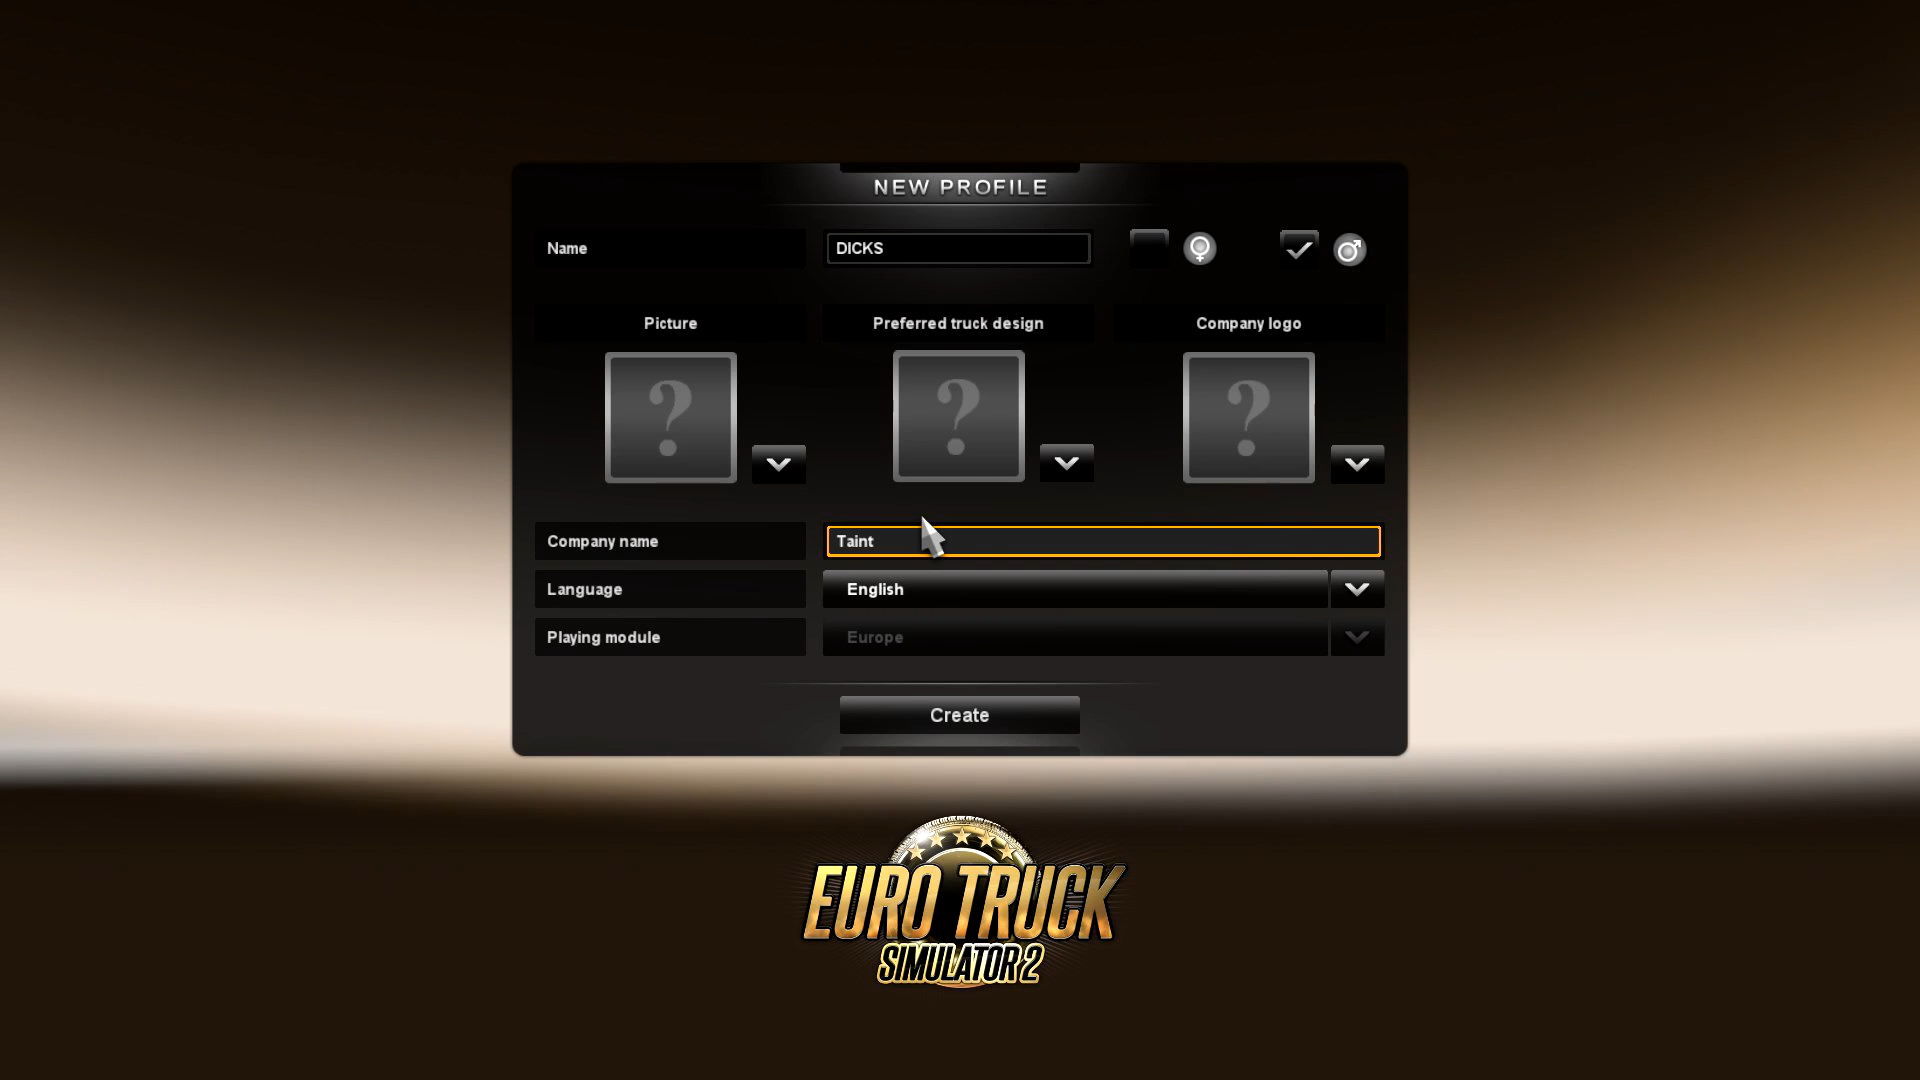 NEW PROFILE
Name
DICKS
Picture
Preferred truck design
Company logo
?
?
?
Company name
Taint
Language
English
Playing module
Europe
Create
EURO TRUCK
SIMULATOR 2